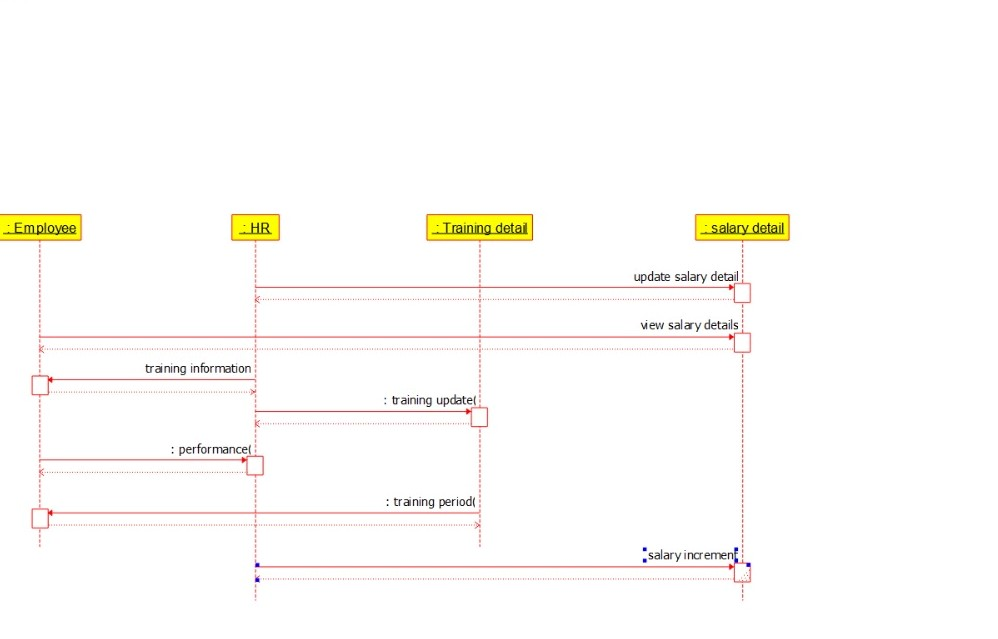 : Employee
: HR
: Training detail
: salary detail
update salary detail
view salary details
training information
: training update(
: performance(
: training period(
salary increment